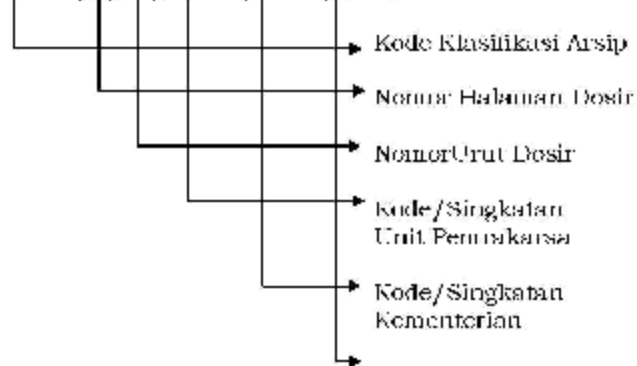 Kode Klasifikasi Arsip
Nomor Halaman Dosir
NomorUrut Dosir
Kode/Singkatan
Unit Pemrakarsa
Kode/Singkatan
Kementerian